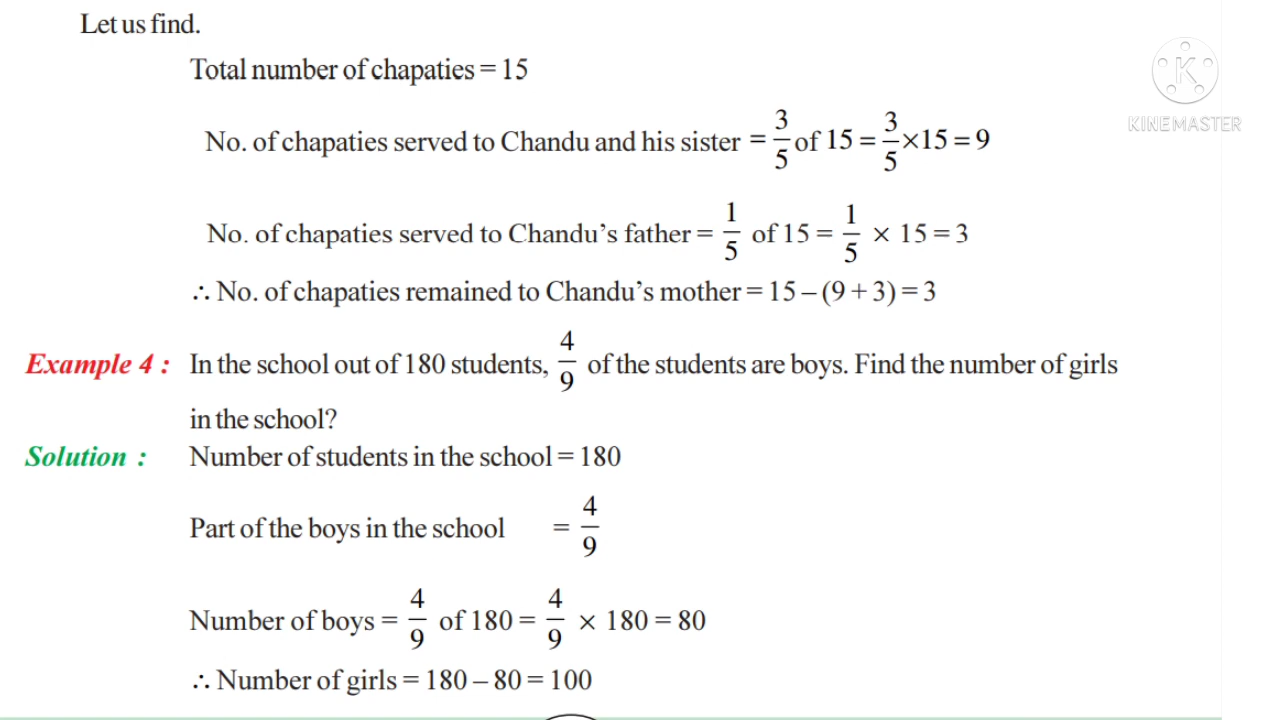 Let us find.
Total number of chapaties = 15
No. of chapaties served to Chandu and his sister = 3/5 of 15 = 3/5 × 15 = 9
No. of chapaties served to Chandu’s father = 1/5 of 15 = 1/5 × 15 = 3
∴ No. of chapaties remained to Chandu’s mother = 15 – (9 + 3) = 3
Example 4 : In the school out of 180 students, 4/9 of the students are boys. Find the number of girls
in the school?
Solution : Number of students in the school = 180
Part of the boys in the school = 4/9
Number of boys = 4/9 of 180 = 4/9 × 180 = 80
∴ Number of girls = 180 – 80 = 100
K
KINEMASTER